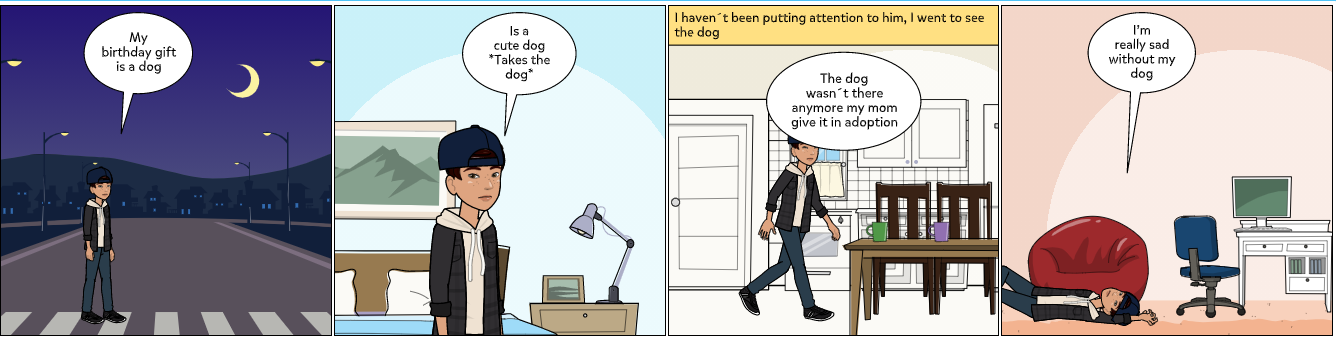 My
birthday gift
is a dog
Is a
cute dog
*Takes the
dog*
I haven´t been putting attention to him, I went to see
the dog
The dog
wasn´t there
anymore my mom
give it in adoption
I'm
really sad
without my
dog